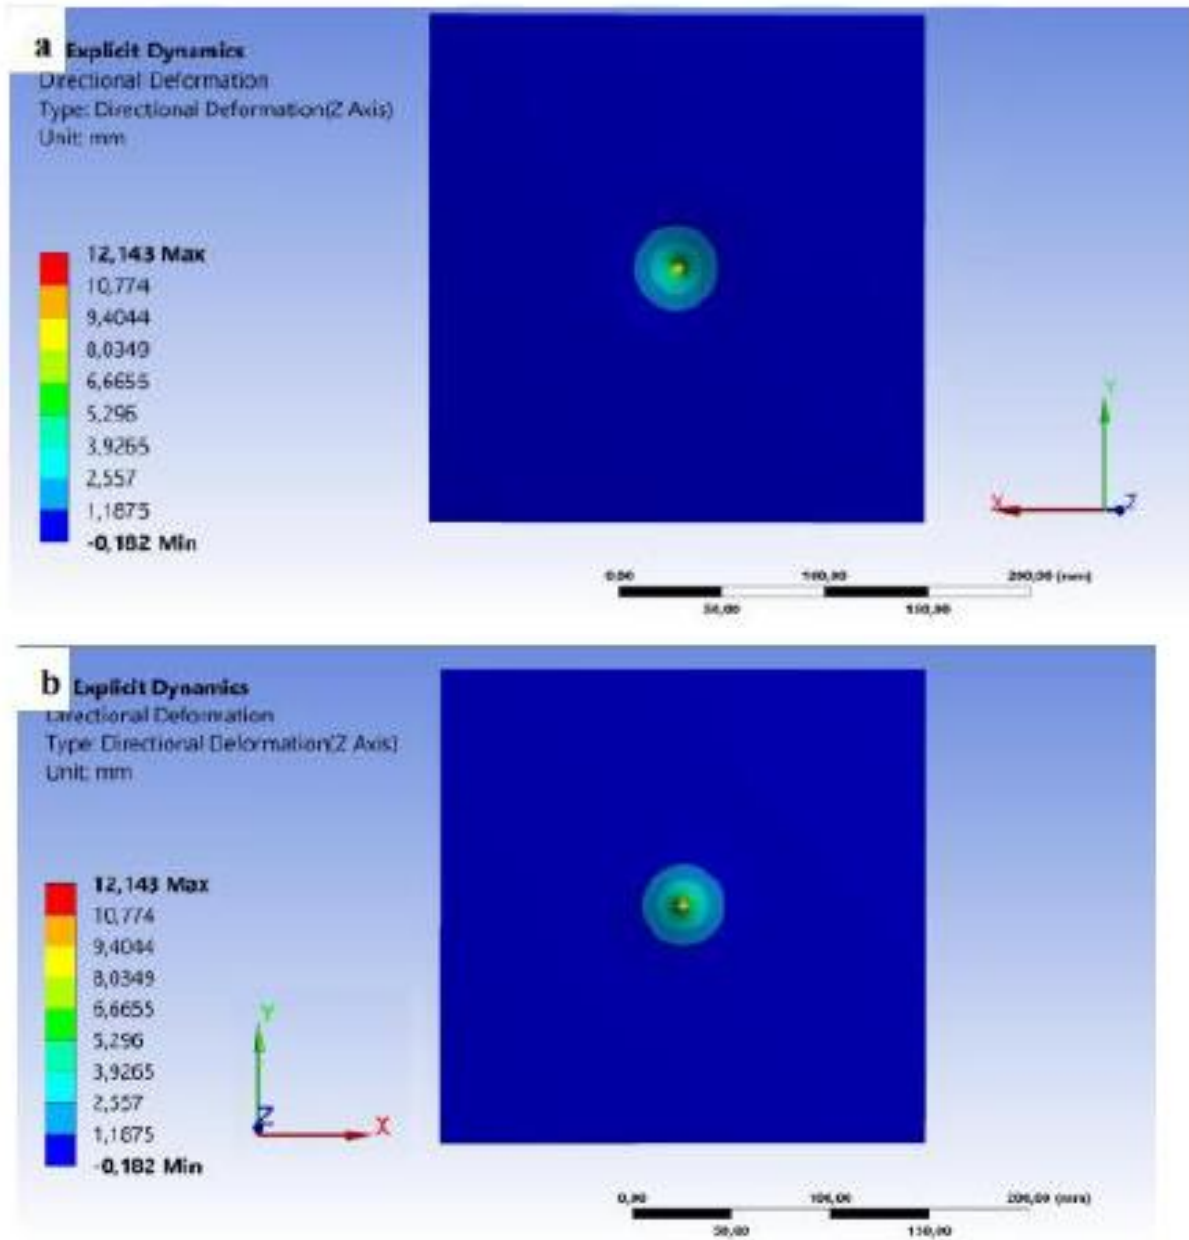 a Explicit Dynamics
Directional Deformation
Type: Directional Deformation(Z Axis)
Unit: mm
12,143 Max
10,774
9,4044
8,0349
6,6655
5,296
3,9265
2,557
1,1875
-0,182 Min
Y
X
Z
0,00 100,00 200,00 (mm)
50,00 150,00
b Explicit Dynamics
Directional Deformation
Type: Directional Deformation(Z Axis)
Unit: mm
12,143 Max
10,774
9,4044
8,0349
6,6655
5,296
3,9265
2,557
1,1875
-0,182 Min
Y
Z
X
0,00 100,00 200,00 (mm)
50,00 150,00